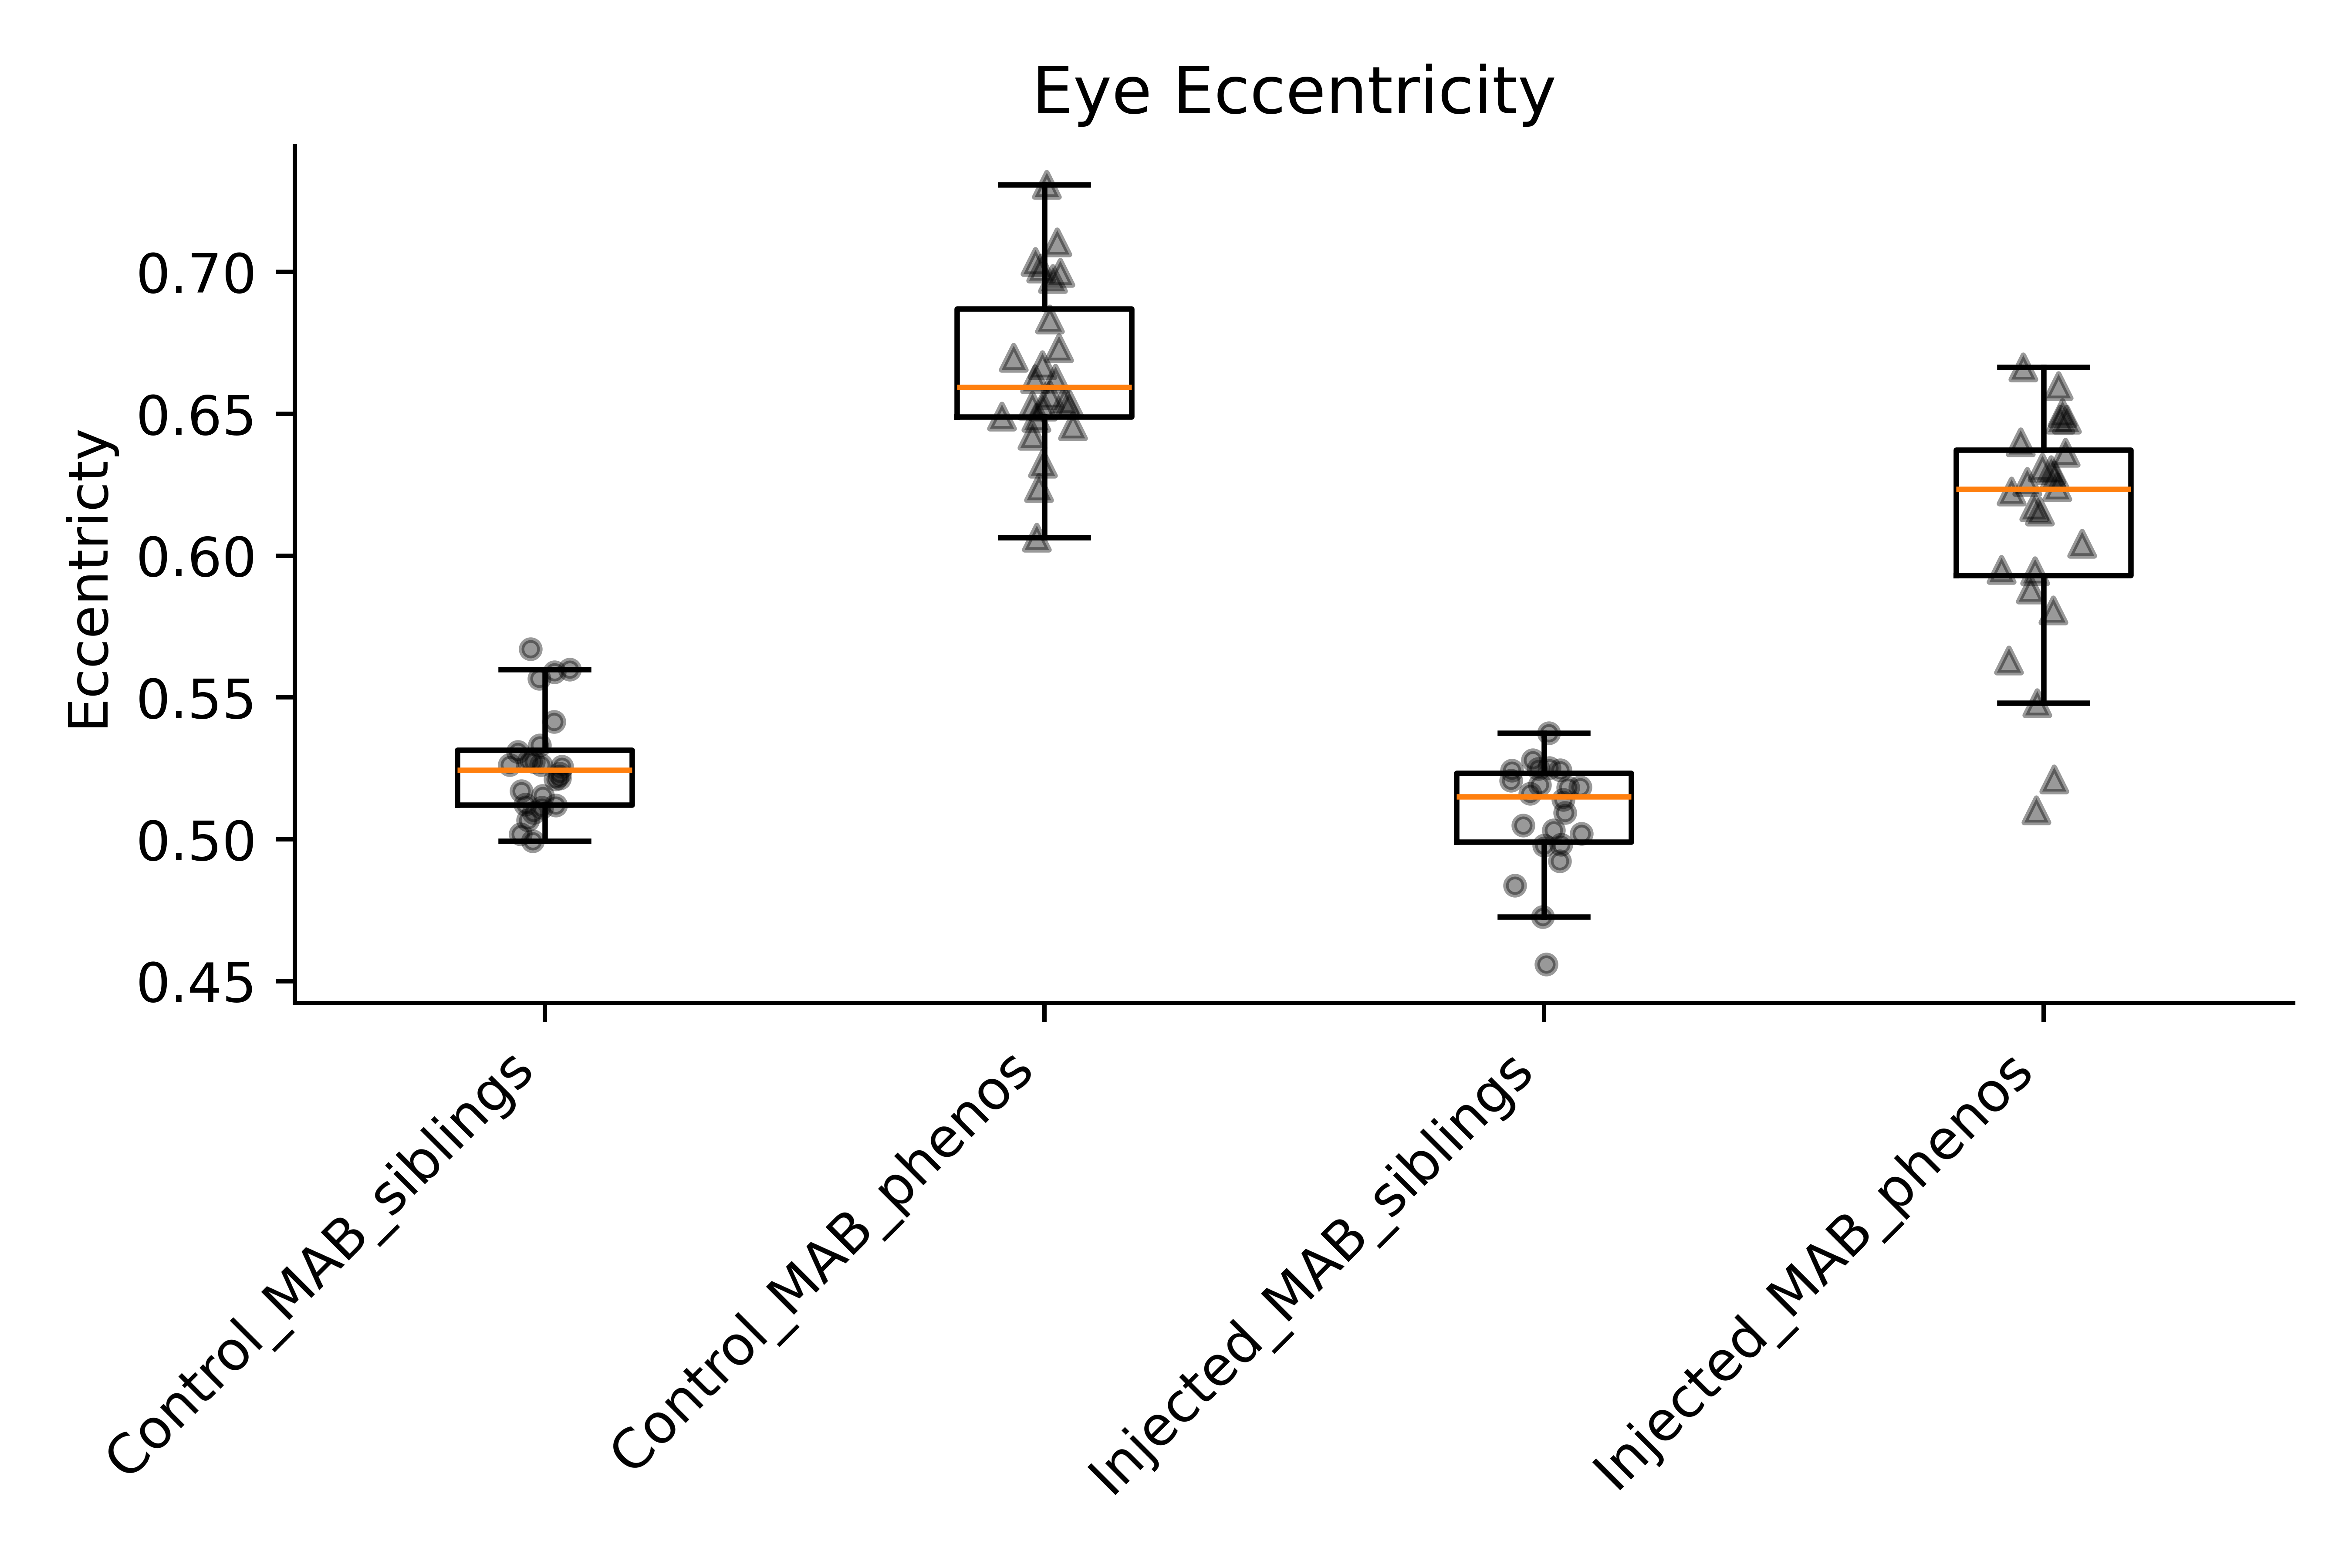 Eye Eccentricity
Eccentricty
0.70
0.65
0.60
0.55
0.50
0.45
Control_MAB_siblings
Control_MAB_phenos
Injected_MAB_siblings
Injected_MAB_phenos